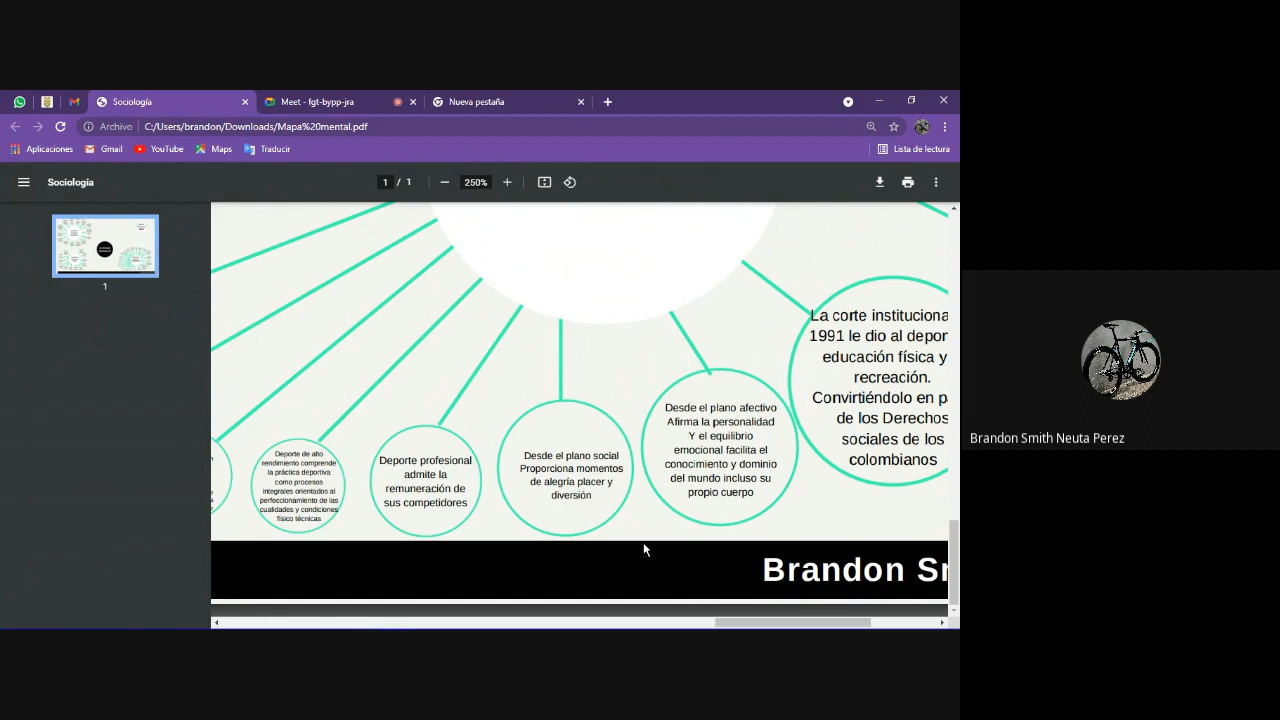 Sociología
Meet - fgt-bypp-jra
Nueva pestaña
Archivo
C:/Users/brandon/Downloads/Mapa%20mental.pdf
Aplicaciones
Gmail
YouTube
Maps
Traducir
Lista de lectura
Sociología
1 / 1
250%
1
La corte instituciona
1991 le dio al depor
educación física y
recreación.
Convirtiéndolo en p
de los Derechos
sociales de los
colombianos
Desde el plano afectivo
Afirma la personalidad
Y el equilibrio
emocional facilita el
conocimiento y dominio
del mundo incluso su
propio cuerpo
Desde el plano social
Proporciona momentos
de alegría placer y
diversión
Deporte profesional
admite la
remuneración de
sus competidores
Deporte de alto
rendimiento comprende
la práctica deportiva
como procesos
integrales orientados al
perfeccionamiento de las
cualidades y condiciones
físico técnicas
Brandon S
Brandon Smith Neuta Perez